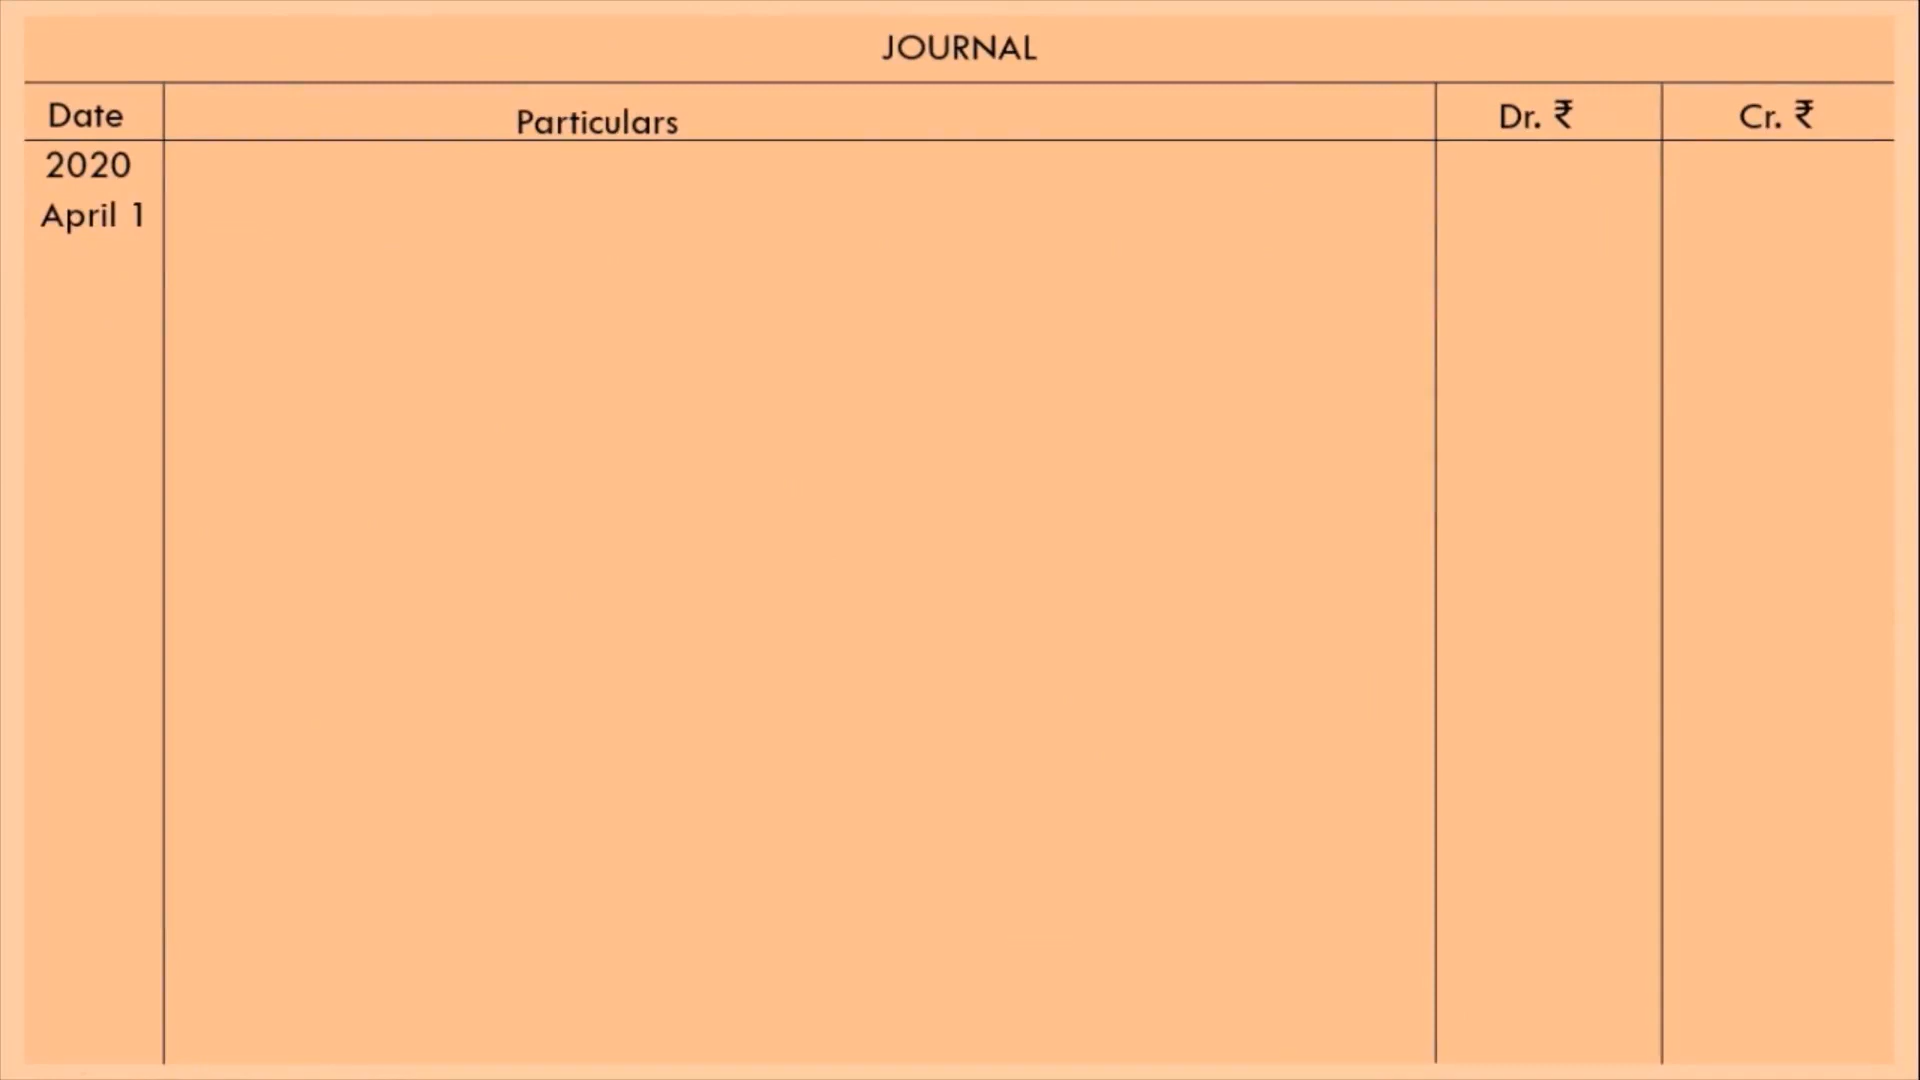 JOURNAL
Date Particulars Dr. ₹ Cr. ₹
2020
April 1